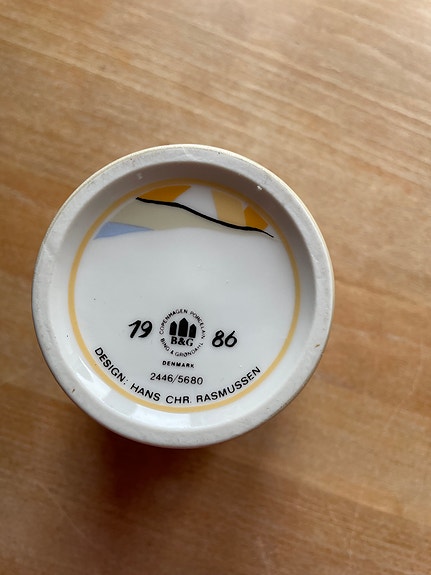 19 86
COPENHAGEN PORCELAIN
BING & GRØNDAHL
B&G
DENMARK
2446/5680
DESIGN: HANS CHR. RASMUSSEN